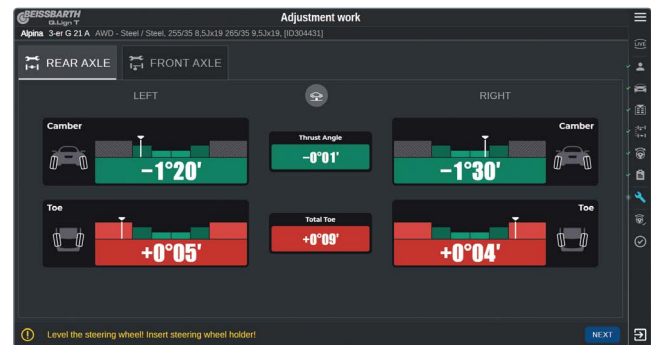 BEISSBARTH
Q.Lign T
Adjustment work
Alpina 3-er G 21 A AWD - Steel / Steel, 255/35 8,5Jx19 265/35 9,5Jx19, [ID304431]
LIVE
REAR AXLE
FRONT AXLE
LEFT
RIGHT
Camber
Thrust Angle
Camber
−1°20'
−0°01'
−1°30'
Toe
Total Toe
Toe
+0°05'
+0°09'
+0°04'
Level the steering wheel! Insert steering wheel holder!
NEXT